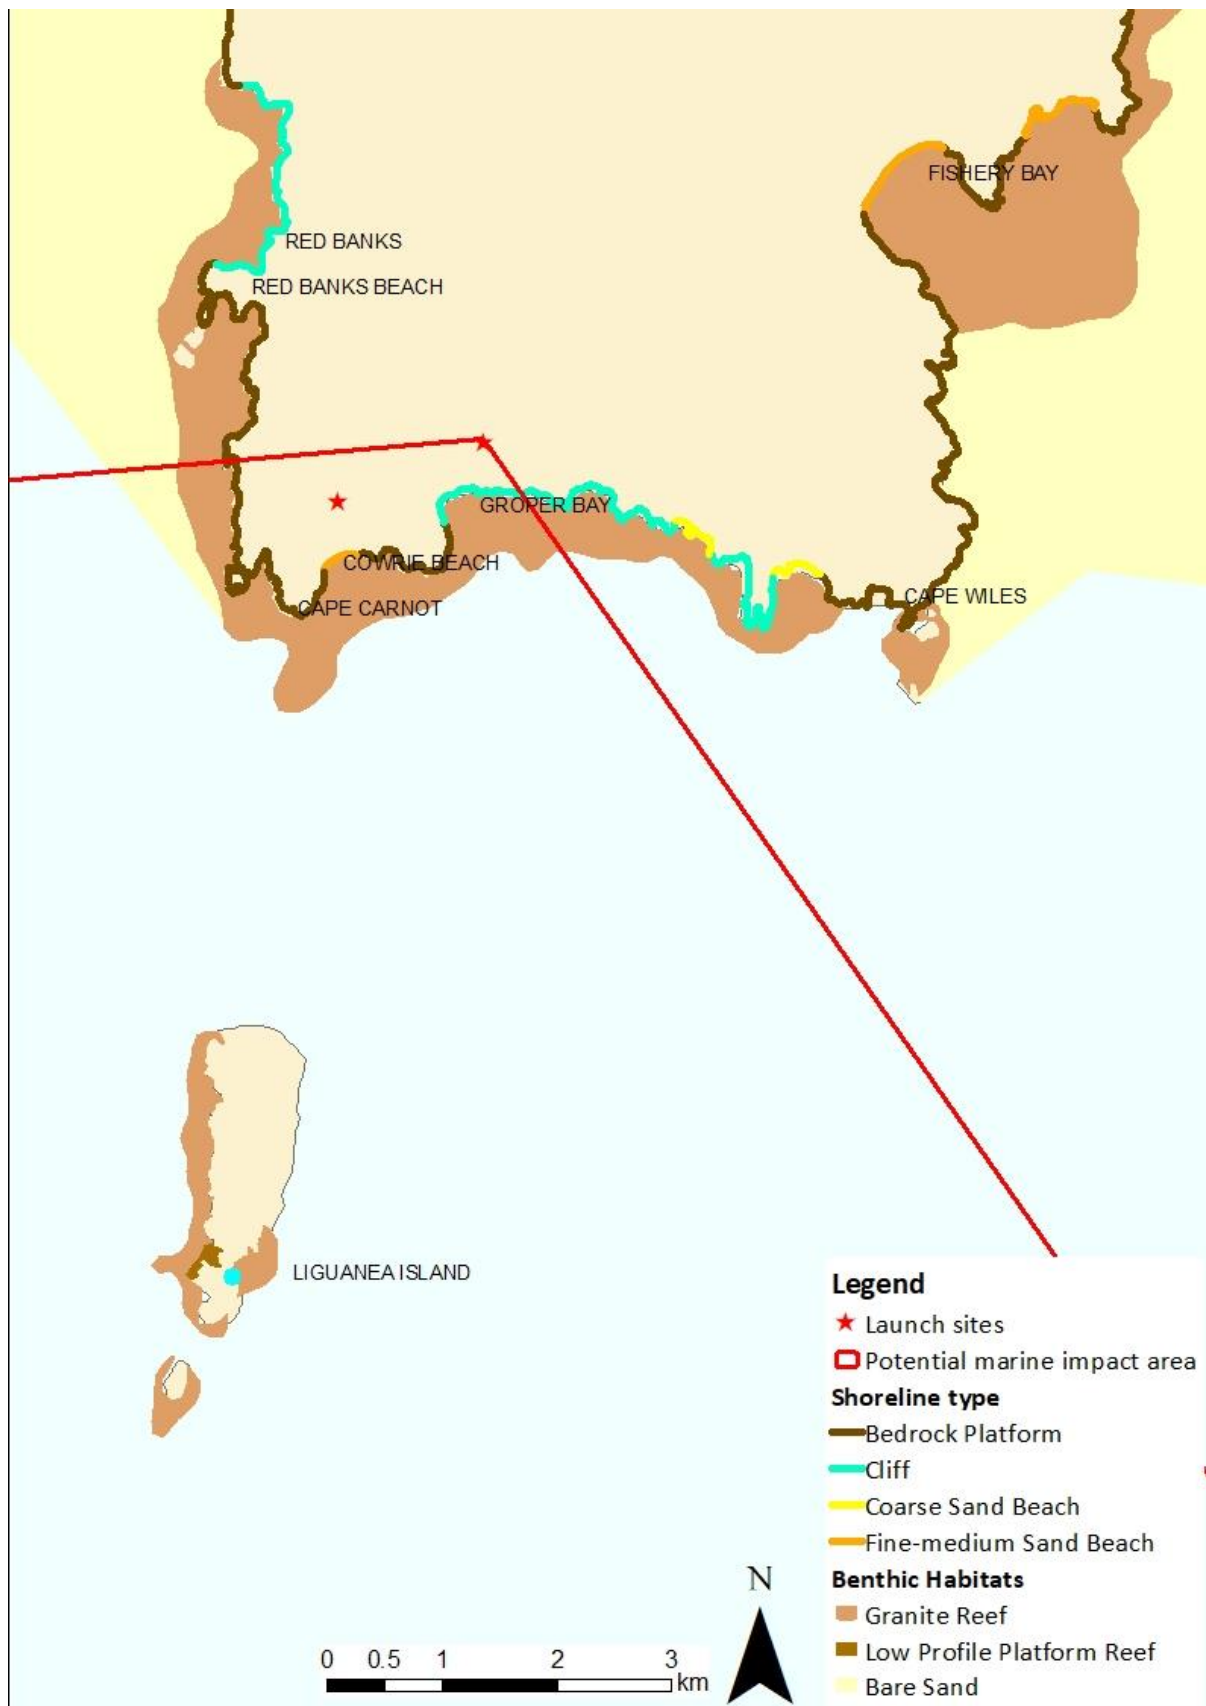 FISHERY BAY
RED BANKS
RED BANKS BEACH
GROPER BAY
COWRIE BEACH
CAPE CARNOT
CAPE WILES
LIGUANEA ISLAND
Legend
Launch sites
Potential marine impact area
Shoreline type
Bedrock Platform
Cliff
Coarse Sand Beach
Fine-medium Sand Beach
Benthic Habitats
Granite Reef
Low Profile Platform Reef
Bare Sand
N
0 0.5 1 2 3
km